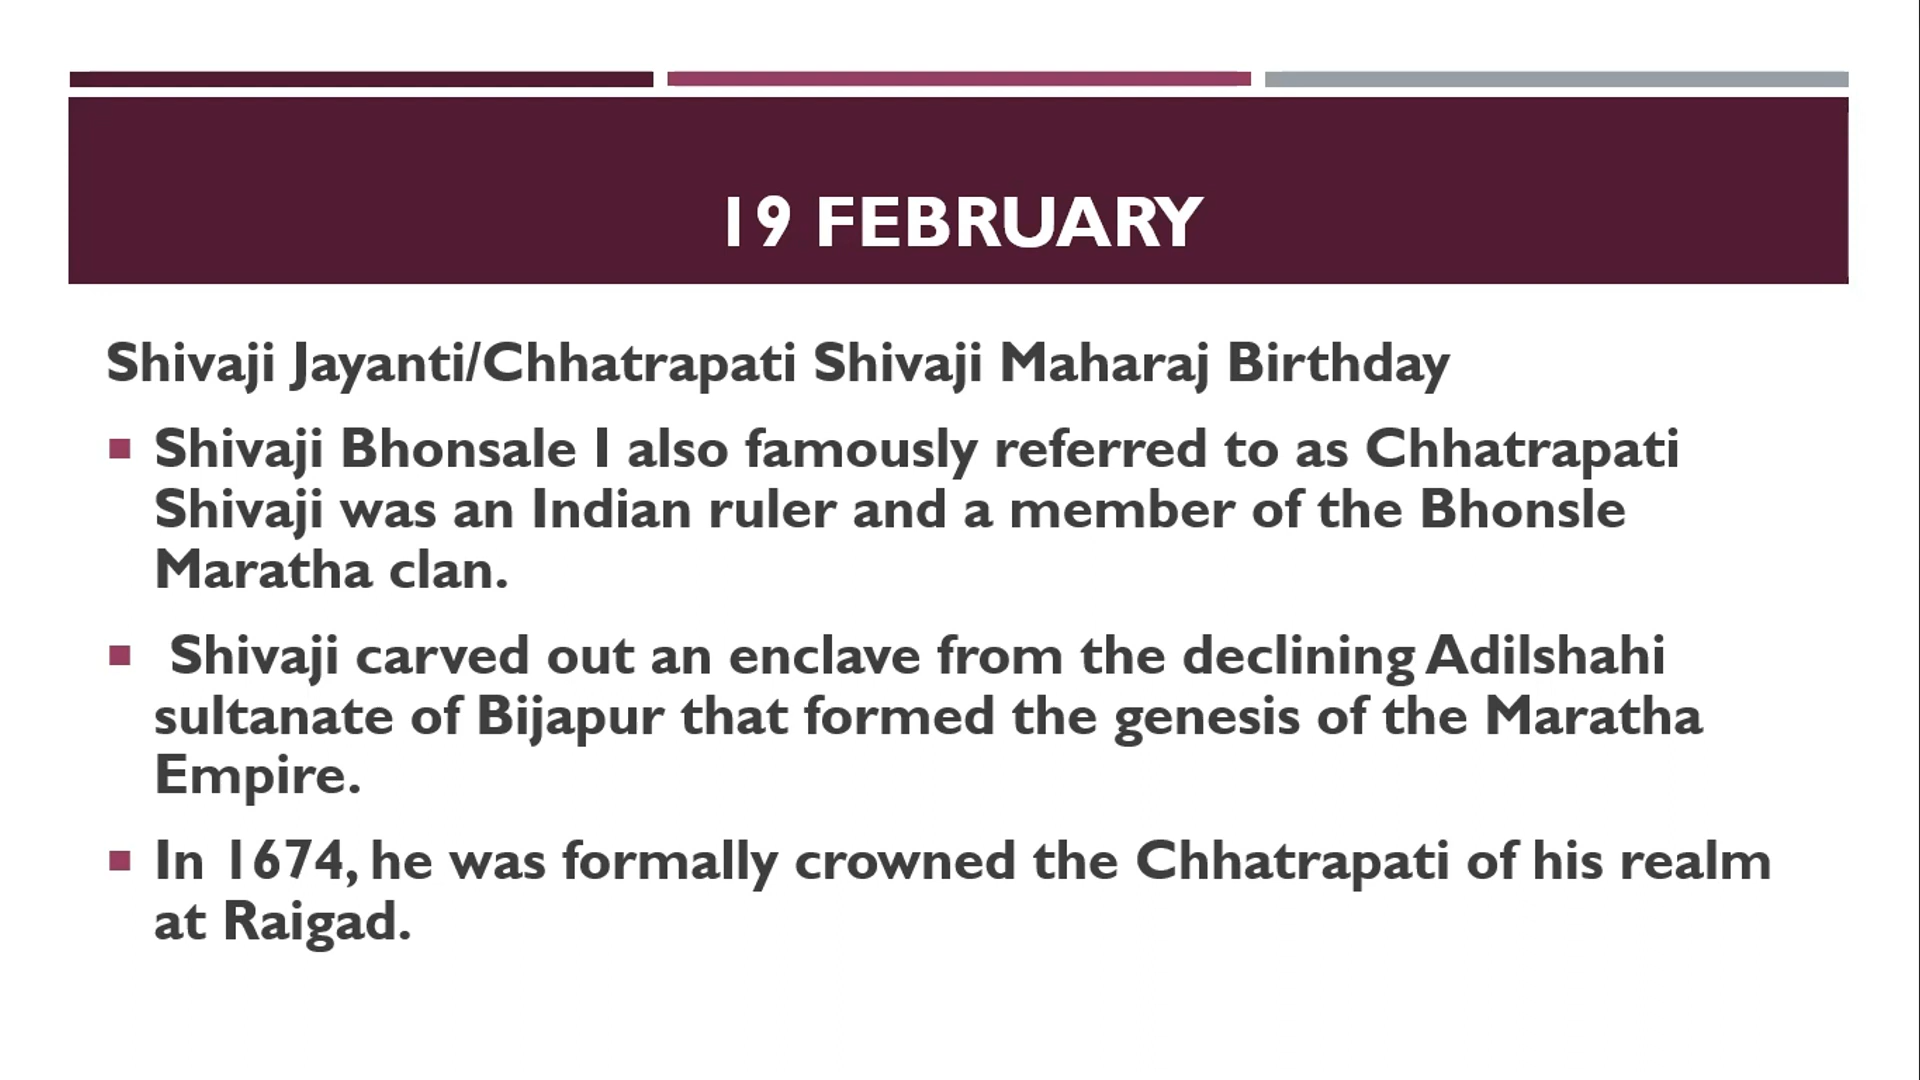 19 FEBRUARY
Shivaji Jayanti/Chhatrapati Shivaji Maharaj Birthday
Shivaji Bhonsale I also famously referred to as Chhatrapati
Shivaji was an Indian ruler and a member of the Bhonsle
Maratha clan.
Shivaji carved out an enclave from the declining Adilshahi
sultanate of Bijapur that formed the genesis of the Maratha
Empire.
In 1674, he was formally crowned the Chhatrapati of his realm
at Raigad.